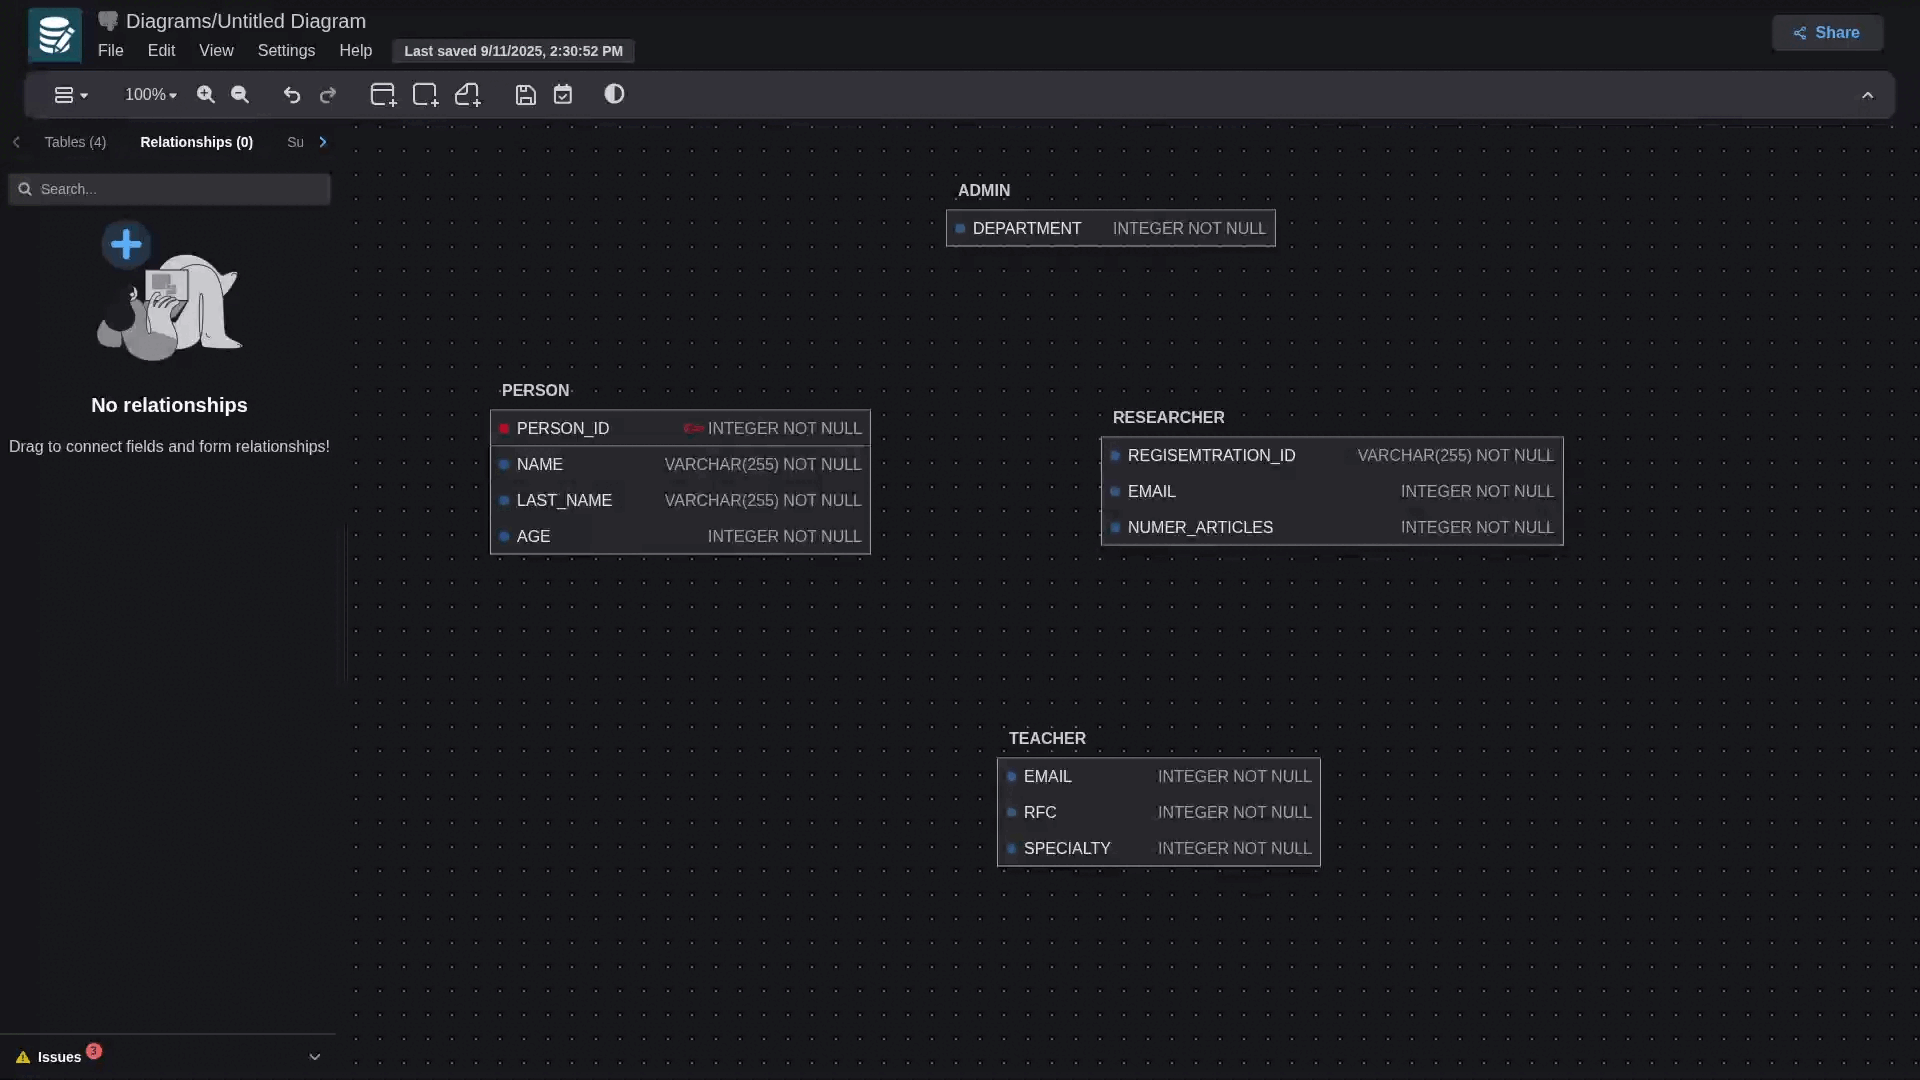 Diagrams/Untitled Diagram
File Edit View Settings Help Last saved 9/11/2025, 2:30:52 PM
Share
100%
Tables (4) Relationships (0) Su
Search...
No relationships
Drag to connect fields and form relationships!
ADMIN
DEPARTMENT INTEGER NOT NULL
PERSON
PERSON_ID INTEGER NOT NULL
NAME VARCHAR(255) NOT NULL
LAST_NAME VARCHAR(255) NOT NULL
AGE INTEGER NOT NULL
RESEARCHER
REGISEMTRATION_ID VARCHAR(255) NOT NULL
EMAIL INTEGER NOT NULL
NUMER_ARTICLES INTEGER NOT NULL
TEACHER
EMAIL INTEGER NOT NULL
RFC INTEGER NOT NULL
SPECIALTY INTEGER NOT NULL
Issues 3